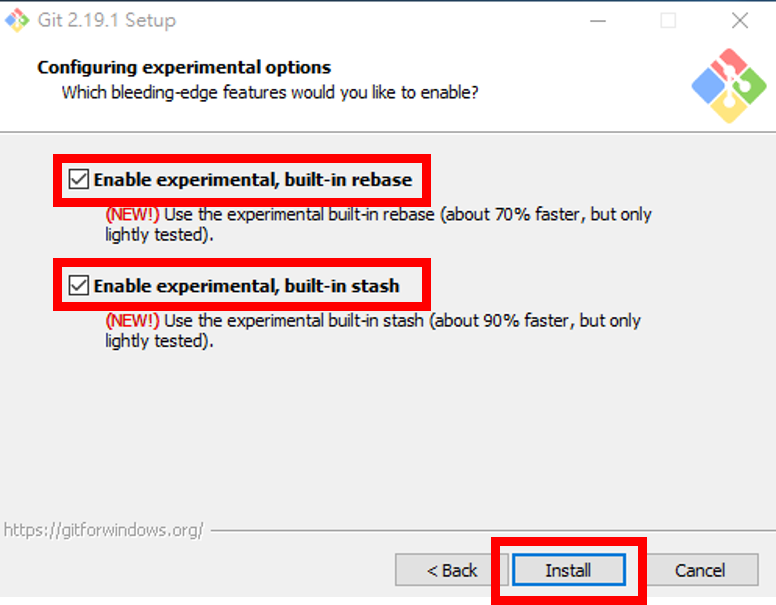 Git 2.19.1 Setup
Configuring experimental options
Which bleeding-edge features would you like to enable?
Enable experimental, built-in rebase
(NEW!) Use the experimental built-in rebase (about 70% faster, but only
lightly tested).
Enable experimental, built-in stash
(NEW!) Use the experimental built-in stash (about 90% faster, but only
lightly tested).
https://gitforwindows.org/
< Back
Install
Cancel